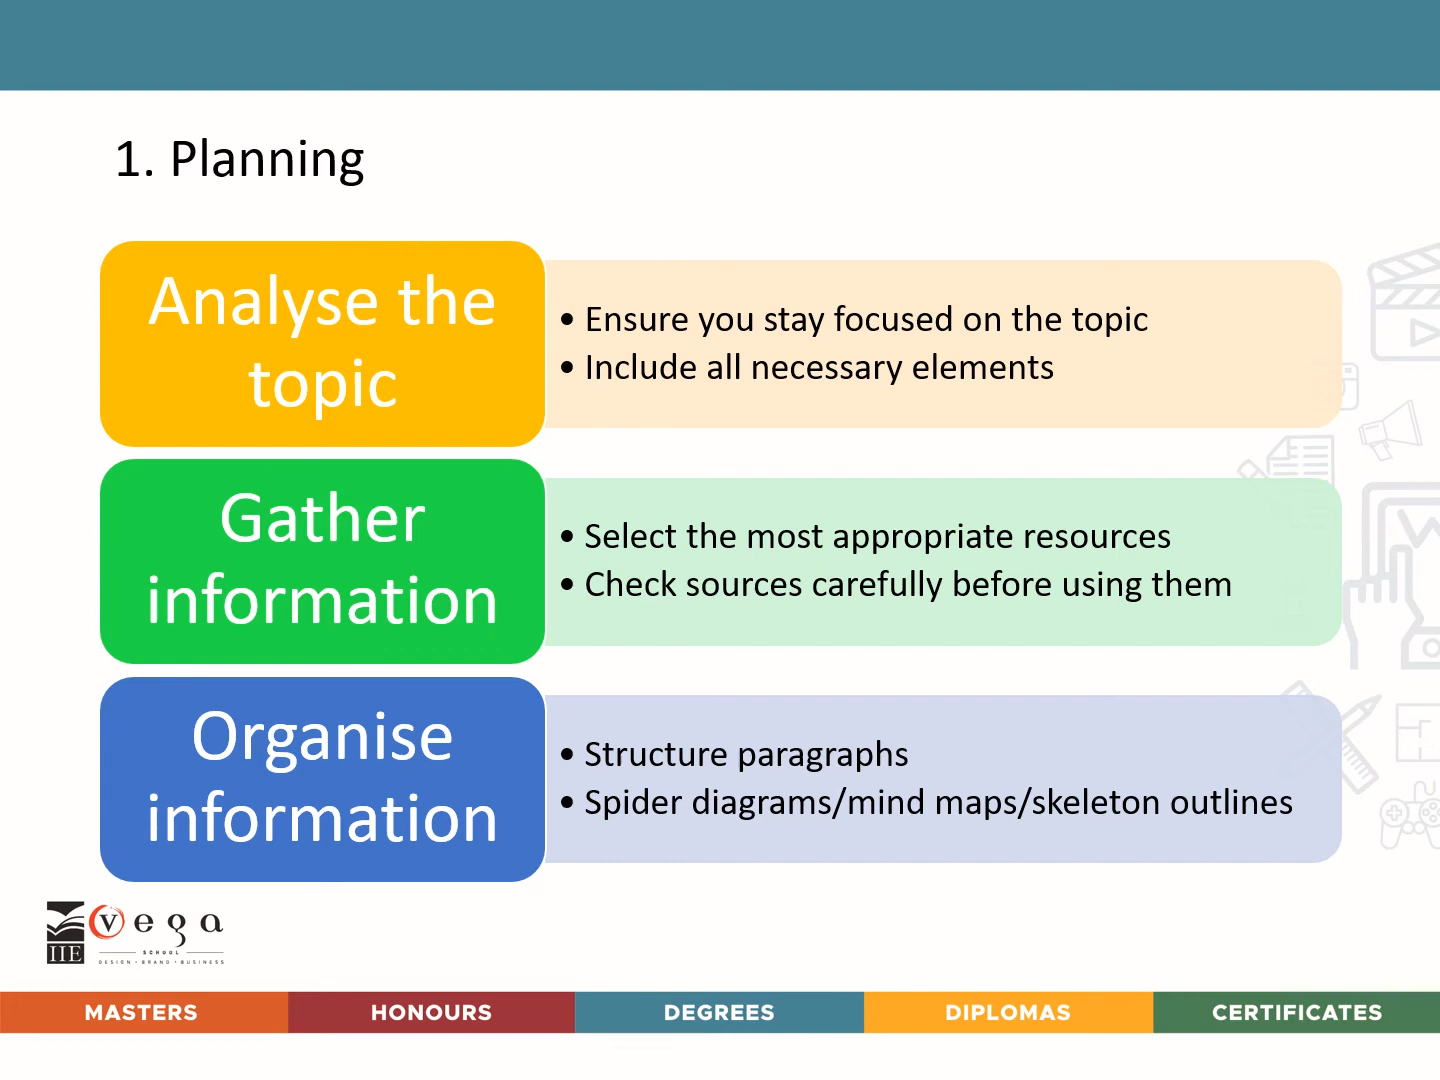 1. Planning
Analyse the
topic
• Ensure you stay focused on the topic
• Include all necessary elements
Gather
information
• Select the most appropriate resources
• Check sources carefully before using them
Organise
information
• Structure paragraphs
• Spider diagrams/mind maps/skeleton outlines
IIE
vega
SCHOOL
DESIGN • BRAND • BUSINESS
MASTERS
HONOURS
DEGREES
DIPLOMAS
CERTIFICATES